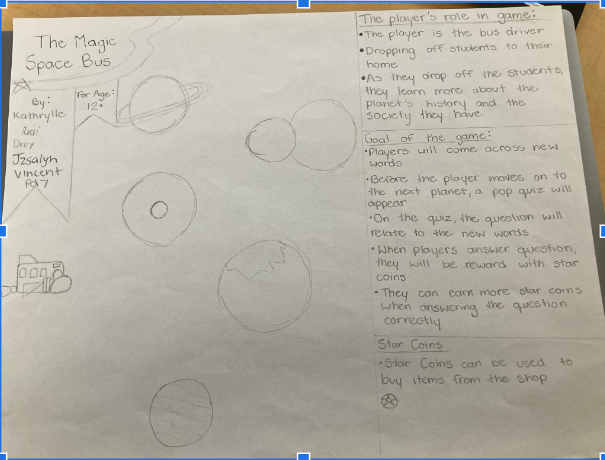 The Magic
Space Bus
By:
Kathrylle
Rossi
Drey
Jzsalyn
Vincent
Pd 7
For Age:
12+
The player's role in game:
•The player is the bus driver
•Dropping off students to their
home
•As they drop off the students,
they learn more about the
planet's history and the
society they have
Goal of the game:
•Players will come across new
words
•Before the player moves on to
the next planet, a pop quiz will
appear
•On the quiz, the question will
relate to the new words
•When players answer question,
they will be reward with star
coins
•They can earn more star coins
when answering the question
correctly
Star Coins
•Star Coins can be used to
buy items from the shop